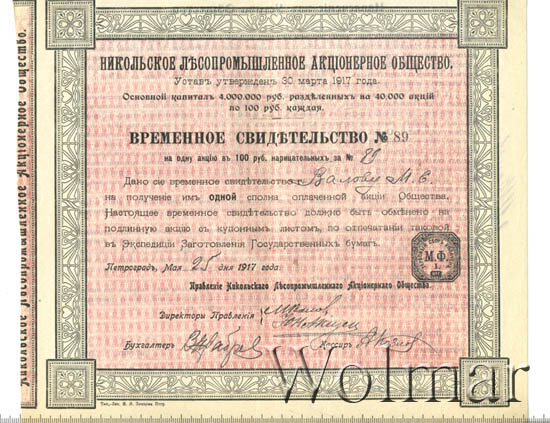 НИКОЛЬСКОЕ ЛѢСОПРОМЫШЛЕННОЕ АКЦІОНЕРНОЕ ОБЩЕСТВО.
Уставъ утвержденъ 30 марта 1917 года.
Основной капиталъ 4.000.000 руб. раздѣленныхъ на 40.000 акцій
по 100 руб. каждая.
ВРЕМЕННОЕ СВИДѢТЕЛЬСТВО № 89
на одну акцію въ 100 руб. нарицательныхъ за № 89
Дано сіе временное свидѣтельство г. Валову М. С.
на полученіе имъ одной сполна оплаченной акціи Общества.
Настоящее временное свидѣтельство должно быть обмѣнено на
подлинную акцію съ купоннымъ листомъ, по отпечатаніи таковой
въ Экспедиціи Заготовленія Государственныхъ бумагъ.
Петроградъ, Мая 25 дня 1917 года.
М.Ф.
Правленіе Никольскаго Лѣсопромышленнаго Акціонернаго Общества.
Директоры Правленія
Бухгалтеръ
Кассиръ
Wolmar